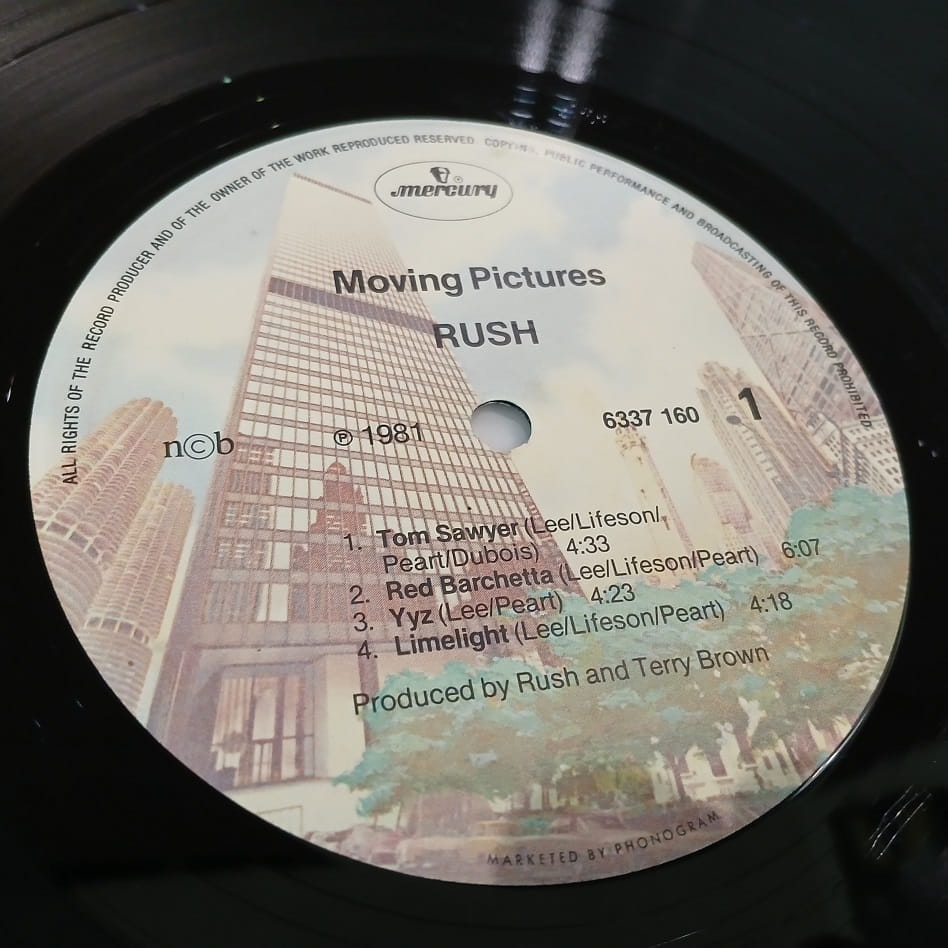 ALL RIGHTS OF THE RECORD PRODUCER AND OF THE OWNER OF THE WORK REPRODUCED RESERVED. COPYING, PUBLIC PERFORMANCE AND BROADCASTING OF THIS RECORD PROHIBITED
mercury ®
Moving Pictures
RUSH
n©b
℗ 1981
6337 160
1
1. Tom Sawyer (Lee/Lifeson/,
Peart/Dubois) 4:33
2. Red Barchetta (Lee/Lifeson/Peart) 6:07
3. Yyz (Lee/Peart) 4:23
4. Limelight (Lee/Lifeson/Peart) 4:18
Produced by Rush and Terry Brown
MARKETED BY PHONOGRAM